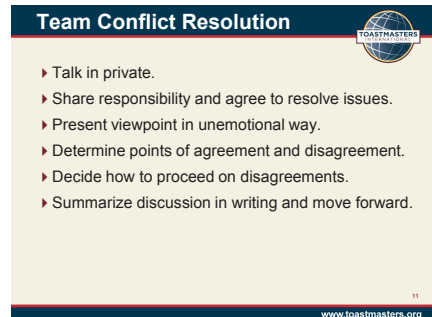 Team Conflict Resolution
TOASTMASTERS
INTERNATIONAL
Talk in private.
Share responsibility and agree to resolve issues.
Present viewpoint in unemotional way.
Determine points of agreement and disagreement.
Decide how to proceed on disagreements.
Summarize discussion in writing and move forward.
11
www.toastmasters.org